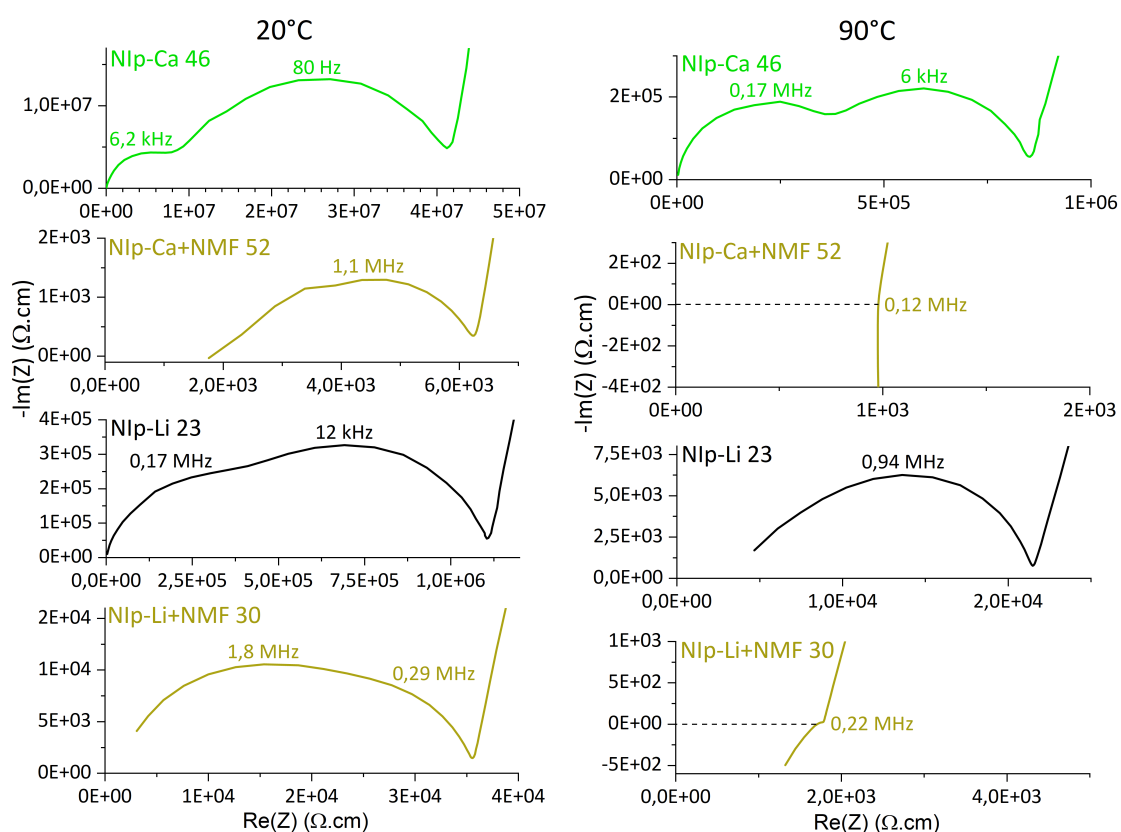 20°C
NIp-Ca 46
80 Hz
6,2 kHz
1,0E+07
0,0E+00
0E+00 1E+07 2E+07 3E+07 4E+07 5E+07
NIp-Ca+NMF 52
1,1 MHz
2E+03
1E+03
0E+00
0,0E+00 2,0E+03 4,0E+03 6,0E+03
-Im(Z) (Ω.cm)
NIp-Li 23
12 kHz
0,17 MHz
4E+05
3E+05
2E+05
1E+05
0E+00
0,0E+00 2,5E+05 5,0E+05 7,5E+05 1,0E+06
NIp-Li+NMF 30
1,8 MHz
0,29 MHz
2E+04
1E+04
5E+03
0E+00
0E+00 1E+04 2E+04 3E+04 4E+04
Re(Z) (Ω.cm)
90°C
NIp-Ca 46
0,17 MHz
6 kHz
2E+05
0E+00
0E+00 5E+05 1E+06
NIp-Ca+NMF 52
0,12 MHz
2E+02
0E+00
-2E+02
-4E+02
0E+00 1E+03 2E+03
-Im(Z) (Ω.cm)
NIp-Li 23
0,94 MHz
7,5E+03
5,0E+03
2,5E+03
0,0E+00
0,0E+00 1,0E+04 2,0E+04
NIp-Li+NMF 30
0,22 MHz
1E+03
5E+02
0E+00
-5E+02
0,0E+00 2,0E+03 4,0E+03
Re(Z) (Ω.cm)